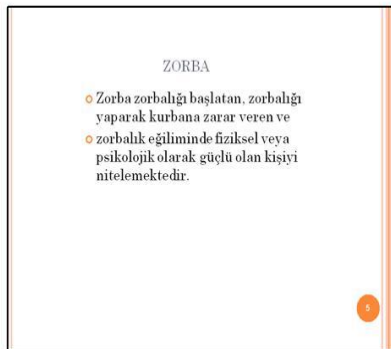 ZORBA
Zorba zorbalığı başlatan, zorbalığı
yaparak kurbana zarar veren ve
zorbalık eğiliminde fiziksel veya
psikolojik olarak güçlü olan kişiyi
nitelemektedir.
5